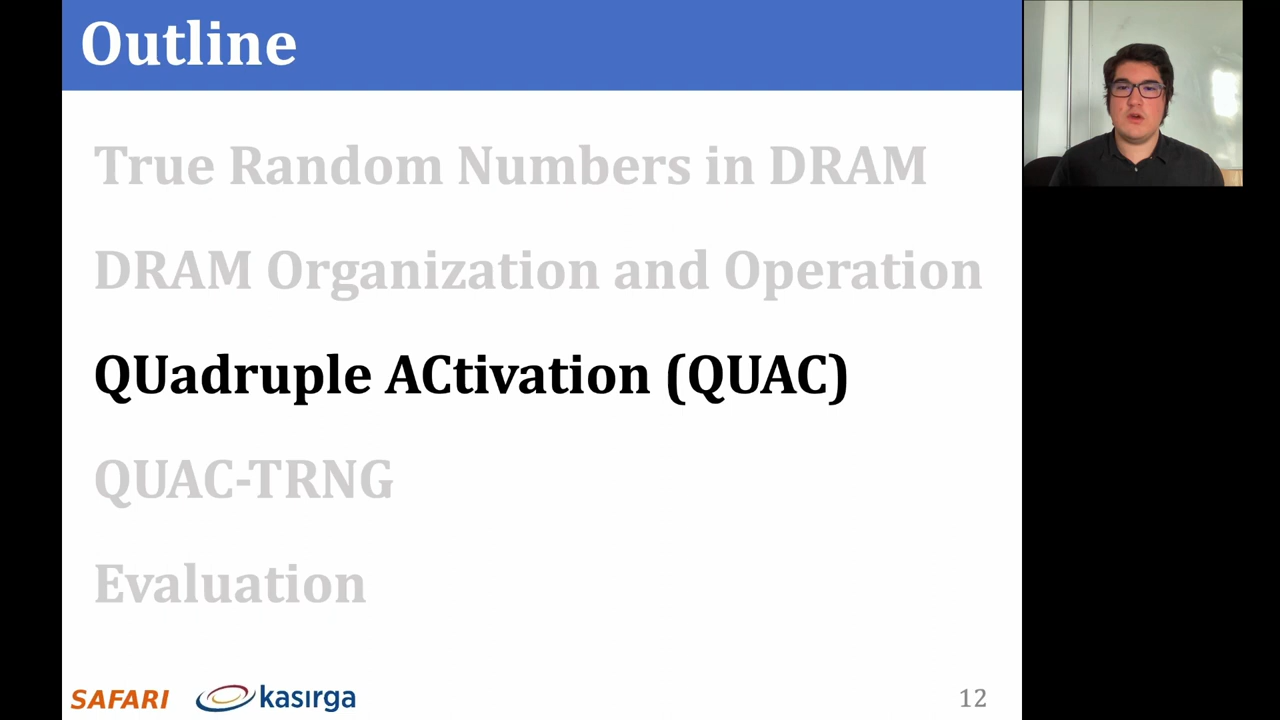 Outline
True Random Numbers in DRAM
DRAM Organization and Operation
QUadruple ACtivation (QUAC)
QUAC-TRNG
Evaluation
SAFARI
kasırga
12